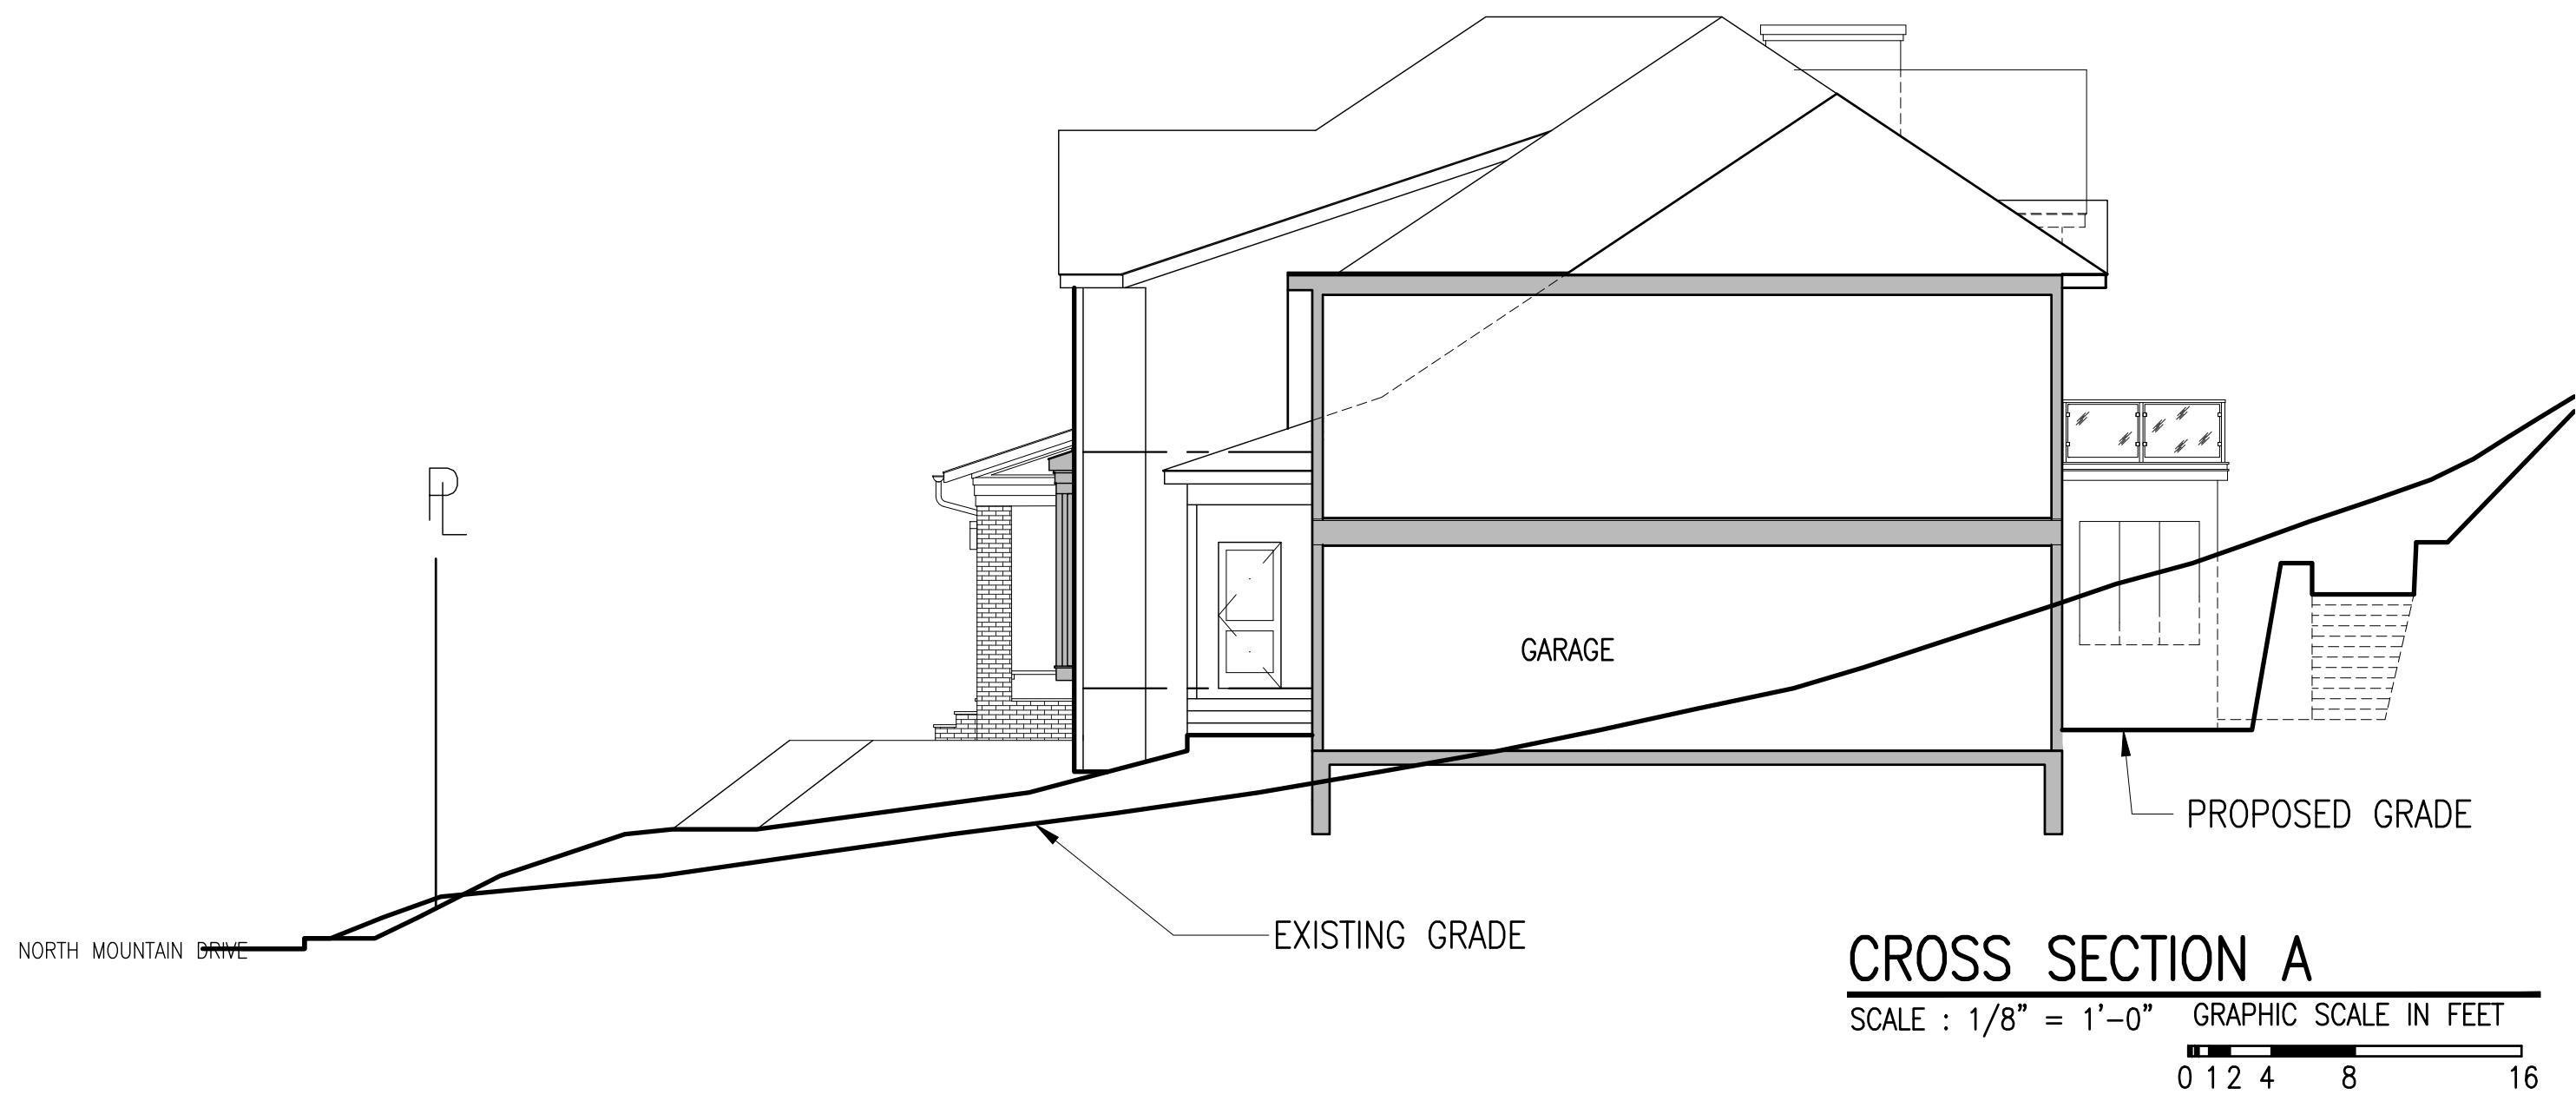 PL
GARAGE
PROPOSED GRADE
EXISTING GRADE
NORTH MOUNTAIN DRIVE
CROSS SECTION A
SCALE : 1/8" = 1'-0" GRAPHIC SCALE IN FEET
0 1 2 4 8 16